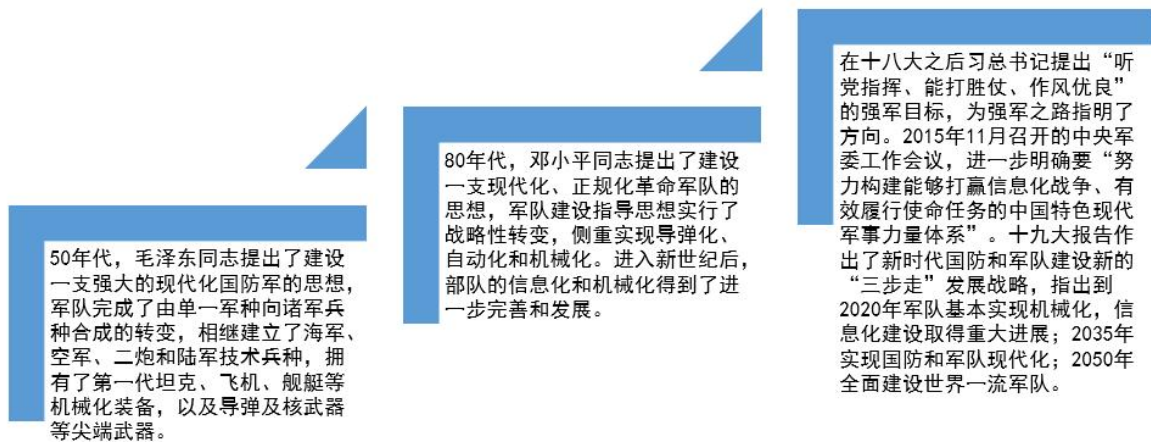 50年代，毛泽东同志提出了建设
一支强大的现代化国防军的思想，
军队完成了由单一军种向诸军兵
种合成的转变，相继建立了海军、
空军、二炮和陆军技术兵种，拥
有了第一代坦克、飞机、舰艇等
机械化装备，以及导弹及核武器
等尖端武器。
80年代，邓小平同志提出了建设
一支现代化、正规化革命军队的
思想，军队建设指导思想实行了
战略性转变，侧重实现导弹化、
自动化和机械化。进入新世纪后，
部队的信息化和机械化得到了进
一步完善和发展。
在十八大之后习总书记提出“听
党指挥、能打胜仗、作风优良”
的强军目标，为强军之路指明了
方向。2015年11月召开的中央军
委工作会议，进一步明确要“努
力构建能够打赢信息化战争、有
效履行使命任务的中国特色现代
军事力量体系”。十九大报告作
出了新时代国防和军队建设新的
“三步走”发展战略，指出到
2020年军队基本实现机械化，信
息化建设取得重大进展；2035年
实现国防和军队现代化；2050年
全面建设世界一流军队。